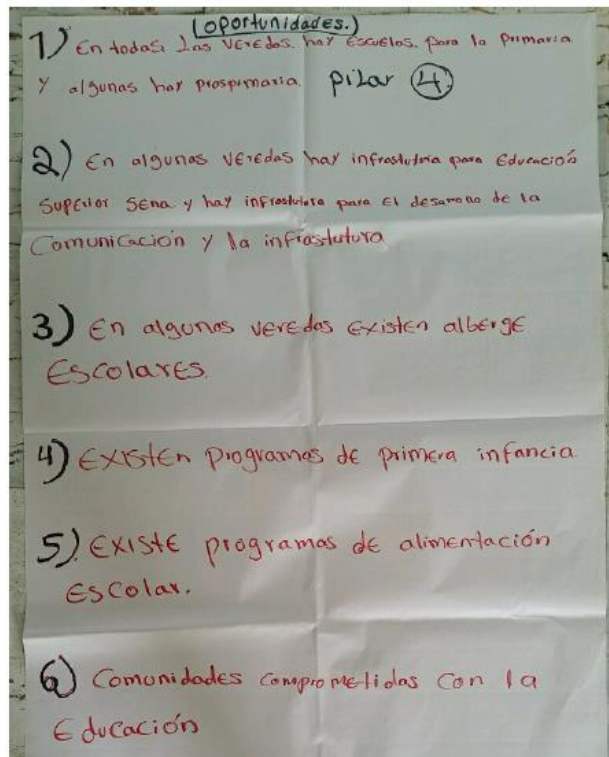 (oportunidades.)
1) En todas Las VErEdas. hay Escuelas. para la primaria
y algunas hay prosprimaria. piLar 4.
2) En algunas VErEdas hay infrastutria para Educación
SupErior SEna y hay infrastutura para El desarrono de la
Comunicación y la infrastutura
3) En algunas verEdas Existen albergE
EscolarEs.
4) ExistEn programas dE primera infancia
5) ExistE programas dE alimentación
Escolar.
6) ComunidadEs compromEtidas Con la
Educación